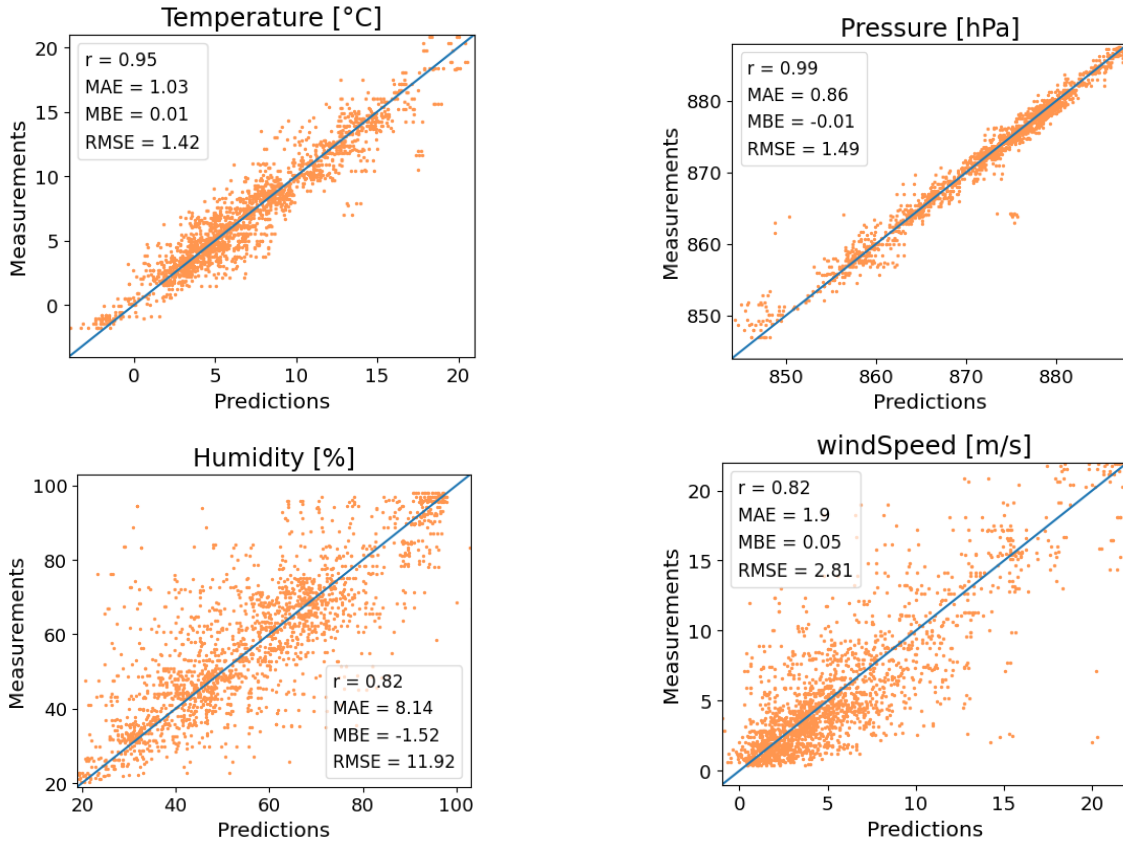 Temperature [°C]
r = 0.95
MAE = 1.03
MBE = 0.01
RMSE = 1.42
20
15
10
5
0
Measurements
0 5 10 15 20
Predictions
Pressure [hPa]
r = 0.99
MAE = 0.86
MBE = -0.01
RMSE = 1.49
880
870
860
850
Measurements
850 860 870 880
Predictions
Humidity [%]
100
80
60
40
20
Measurements
r = 0.82
MAE = 8.14
MBE = -1.52
RMSE = 11.92
20 40 60 80 100
Predictions
windSpeed [m/s]
r = 0.82
MAE = 1.9
MBE = 0.05
RMSE = 2.81
20
15
10
5
0
Measurements
0 5 10 15 20
Predictions